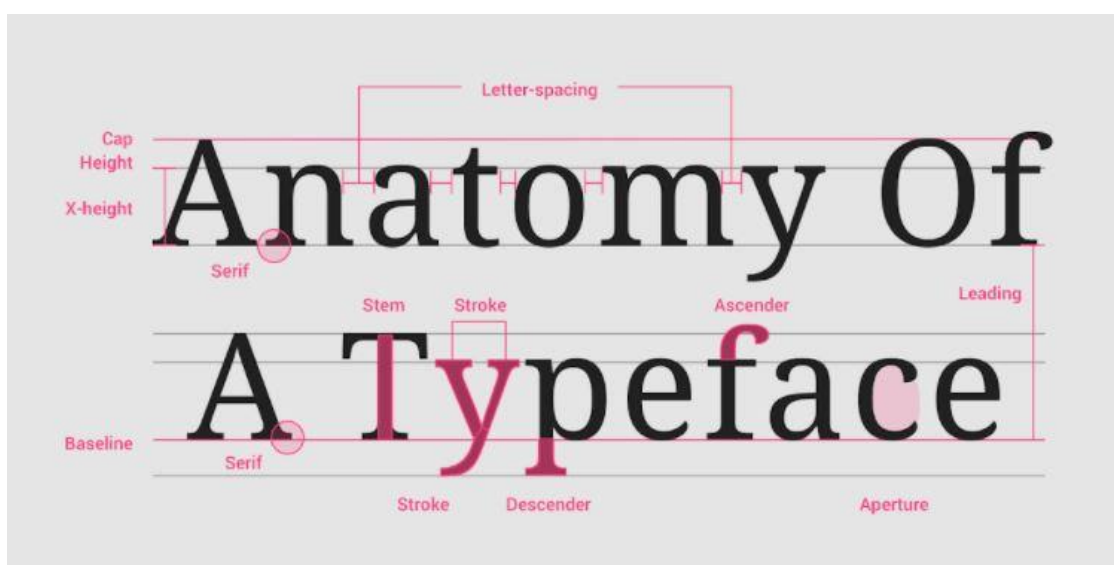 Letter-spacing
Cap
Height
X-height
Anatomy Of
Serif
Leading
Stem Stroke Ascender
A Typeface
Baseline
Serif
Stroke Descender Aperture